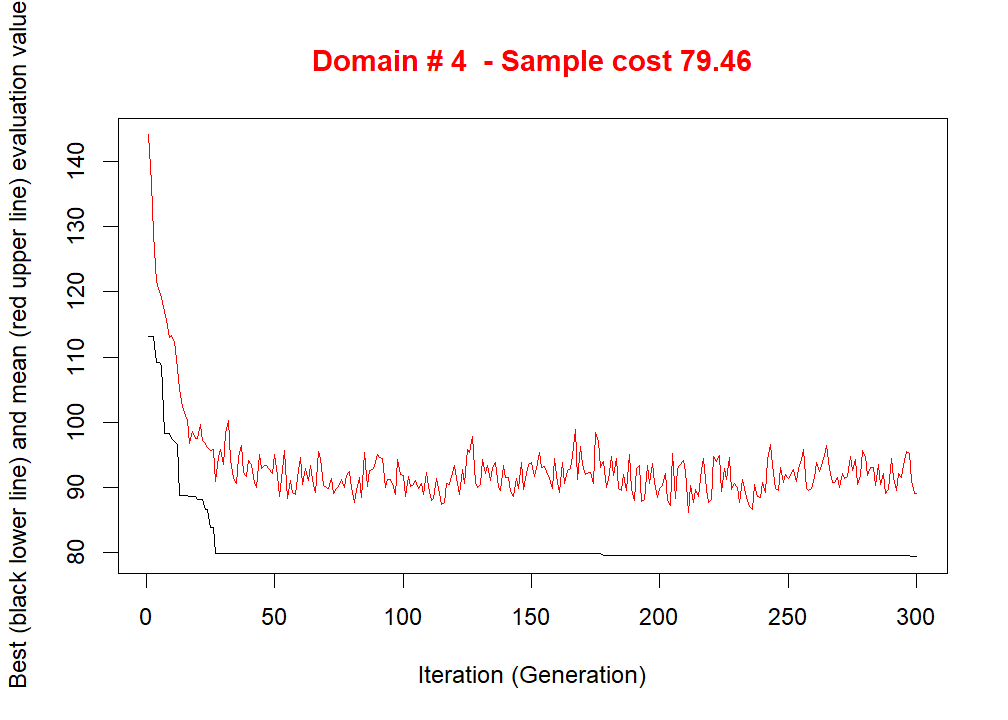 Domain # 4  - Sample cost 79.46
Best (black lower line) and mean (red upper line) evaluation value
140
130
120
110
100
90
80
0 50 100 150 200 250 300
Iteration (Generation)